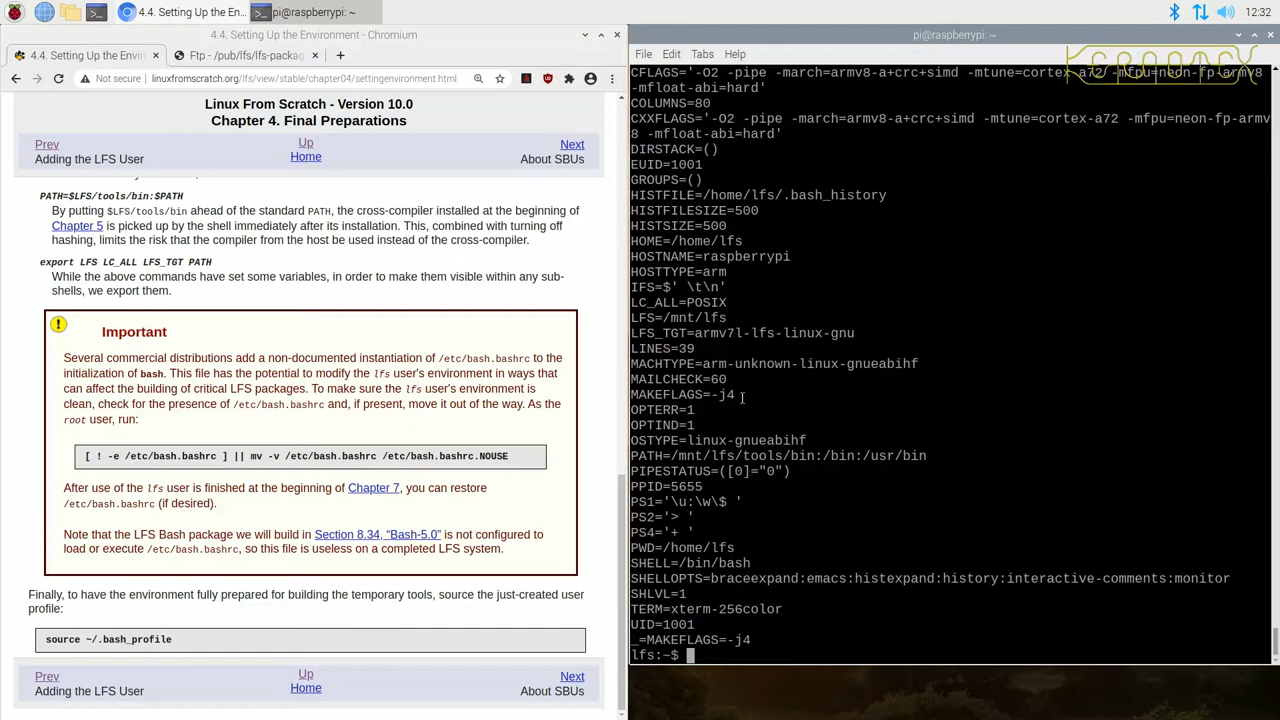 4.4. Setting Up the En...
pi@raspberrypi: ~
12:32
4.4. Setting Up the Environment - Chromium
pi@raspberrypi: ~
4.4. Setting Up the Environm
Ftp - /pub/lfs/lfs-packag
Not secure
linuxfromscratch.org/lfs/view/stable/chapter04/settingenvironment.html
File Edit Tabs Help
Linux From Scratch - Version 10.0
Chapter 4. Final Preparations
Prev
Up
Next
Adding the LFS User
Home
About SBUs
PATH=$LFS/tools/bin:$PATH
By putting $LFS/tools/bin ahead of the standard PATH, the cross-compiler installed at the beginning of
Chapter 5 is picked up by the shell immediately after its installation. This, combined with turning off
hashing, limits the risk that the compiler from the host be used instead of the cross-compiler.
export LFS LC_ALL LFS_TGT PATH
While the above commands have set some variables, in order to make them visible within any sub-
shells, we export them.
Important
Several commercial distributions add a non-documented instantiation of /etc/bash.bashrc to the
initialization of bash. This file has the potential to modify the lfs user's environment in ways that
can affect the building of critical LFS packages. To make sure the lfs user's environment is
clean, check for the presence of /etc/bash.bashrc and, if present, move it out of the way. As the
root user, run:
[ ! -e /etc/bash.bashrc ] || mv -v /etc/bash.bashrc /etc/bash.bashrc.NOUSE
After use of the lfs user is finished at the beginning of Chapter 7, you can restore
/etc/bash.bashrc (if desired).
Note that the LFS Bash package we will build in Section 8.34, “Bash-5.0” is not configured to
load or execute /etc/bash.bashrc, so this file is useless on a completed LFS system.
Finally, to have the environment fully prepared for building the temporary tools, source the just-created user
profile:
source ~/.bash_profile
Prev
Up
Next
Adding the LFS User
Home
About SBUs
CFLAGS='-O2 -pipe -march=armv8-a+crc+simd -mtune=cortex-a72 -mfpu=neon-fp-armv8
-mfloat-abi=hard'
COLUMNS=80
CXXFLAGS='-O2 -pipe -march=armv8-a+crc+simd -mtune=cortex-a72 -mfpu=neon-fp-armv
8 -mfloat-abi=hard'
DIRSTACK=()
EUID=1001
GROUPS=()
HISTFILE=/home/lfs/.bash_history
HISTFILESIZE=500
HISTSIZE=500
HOME=/home/lfs
HOSTNAME=raspberrypi
HOSTTYPE=arm
IFS=$' \t\n'
LC_ALL=POSIX
LFS=/mnt/lfs
LFS_TGT=armv7l-lfs-linux-gnu
LINES=39
MACHTYPE=arm-unknown-linux-gnueabihf
MAILCHECK=60
MAKEFLAGS=-j4
OPTERR=1
OPTIND=1
OSTYPE=linux-gnueabihf
PATH=/mnt/lfs/tools/bin:/bin:/usr/bin
PIPESTATUS=([0]="0")
PPID=5655
PS1='\u:\w\$ '
PS2='> '
PS4='+ '
PWD=/home/lfs
SHELL=/bin/bash
SHELLOPTS=braceexpand:emacs:histexpand:history:interactive-comments:monitor
SHLVL=1
TERM=xterm-256color
UID=1001
_=MAKEFLAGS=-j4
lfs:~$